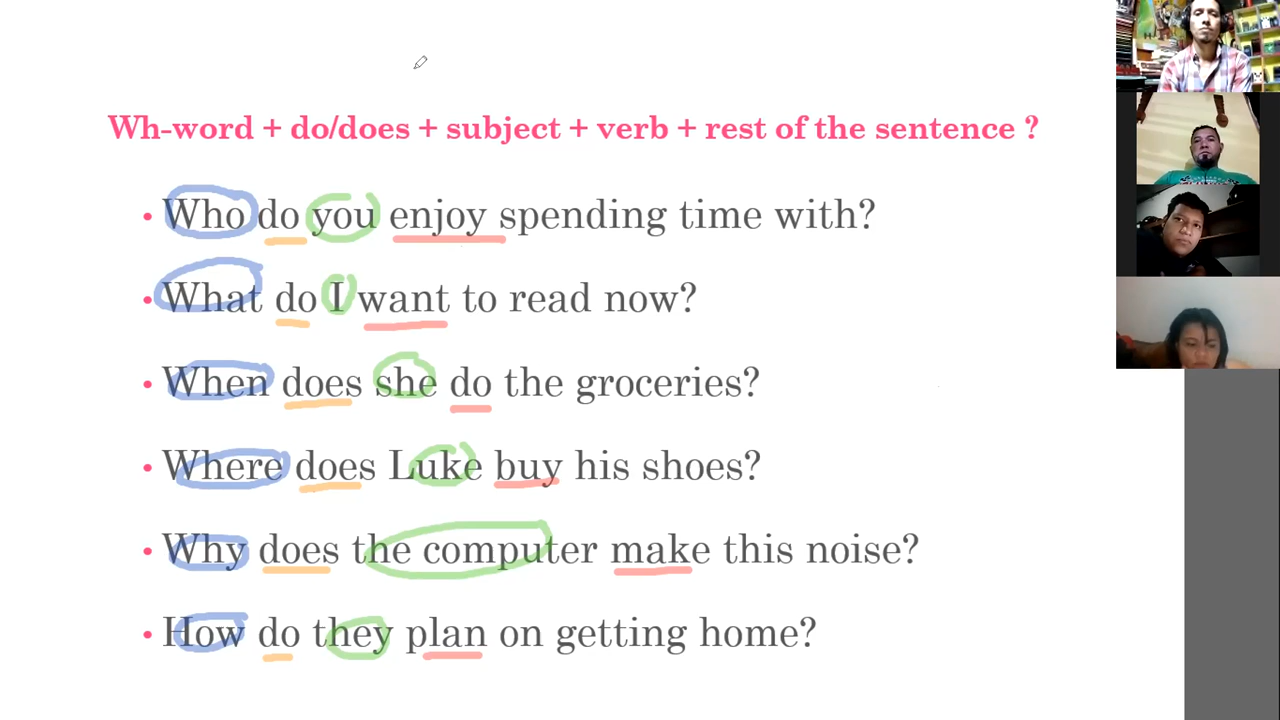 Wh-word + do/does + subject + verb + rest of the sentence ?
• Who do you enjoy spending time with?
• What do I want to read now?
• When does she do the groceries?
• Where does Luke buy his shoes?
• Why does the computer make this noise?
• How do they plan on getting home?